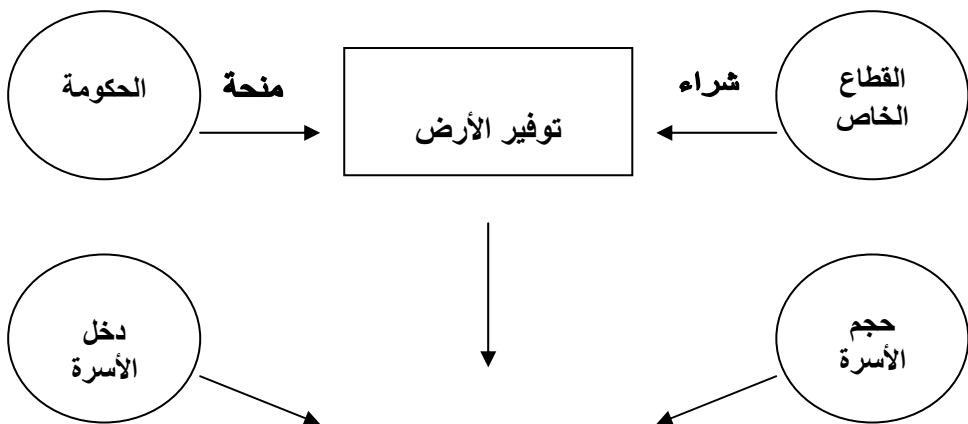 القطاع
الخاص
شراء
توفير الأرض
منحة
الحكومة
حجم
الأسرة
دخل
الأسرة